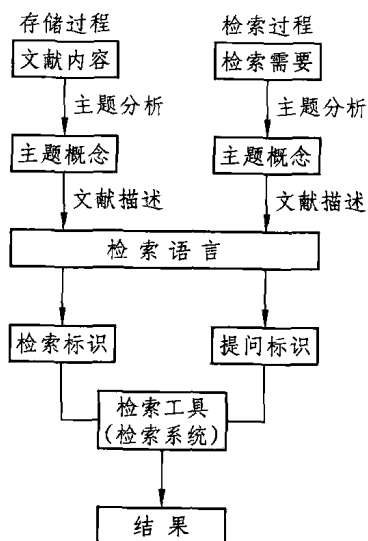 存储过程 检索过程
文献内容 检索需要
主题分析 主题分析
主题概念 主题概念
文献描述 文献描述
检索语言
检索标识 提问标识
检索工具
(检索系统)
结果